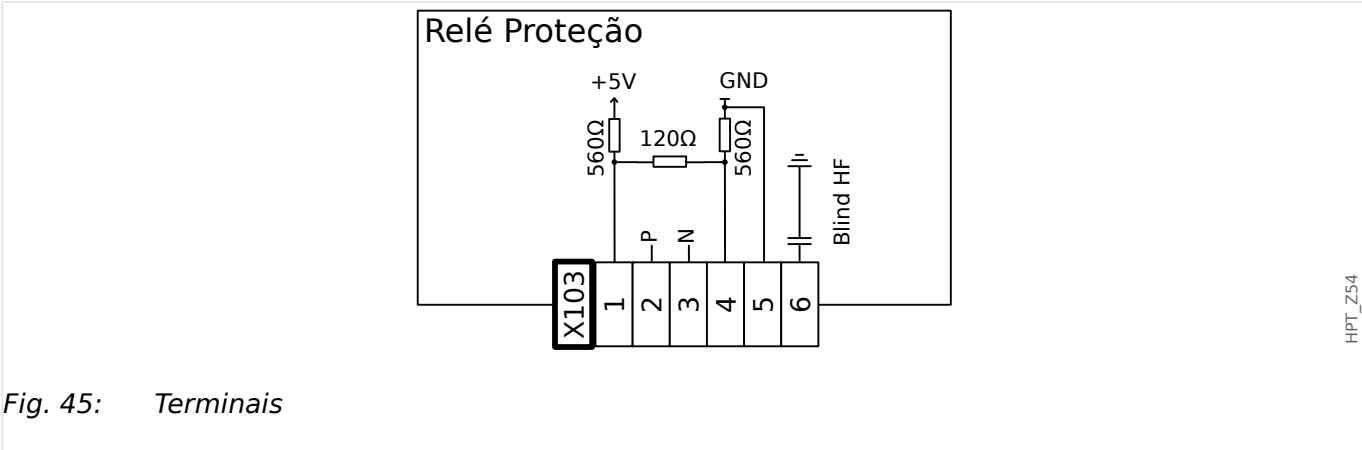 Relé Proteção
+5V
GND
560Ω
120Ω
560Ω
Blind HF
P
N
X103
1
2
3
4
5
6
HPT_Z54
Fig. 45: Terminais